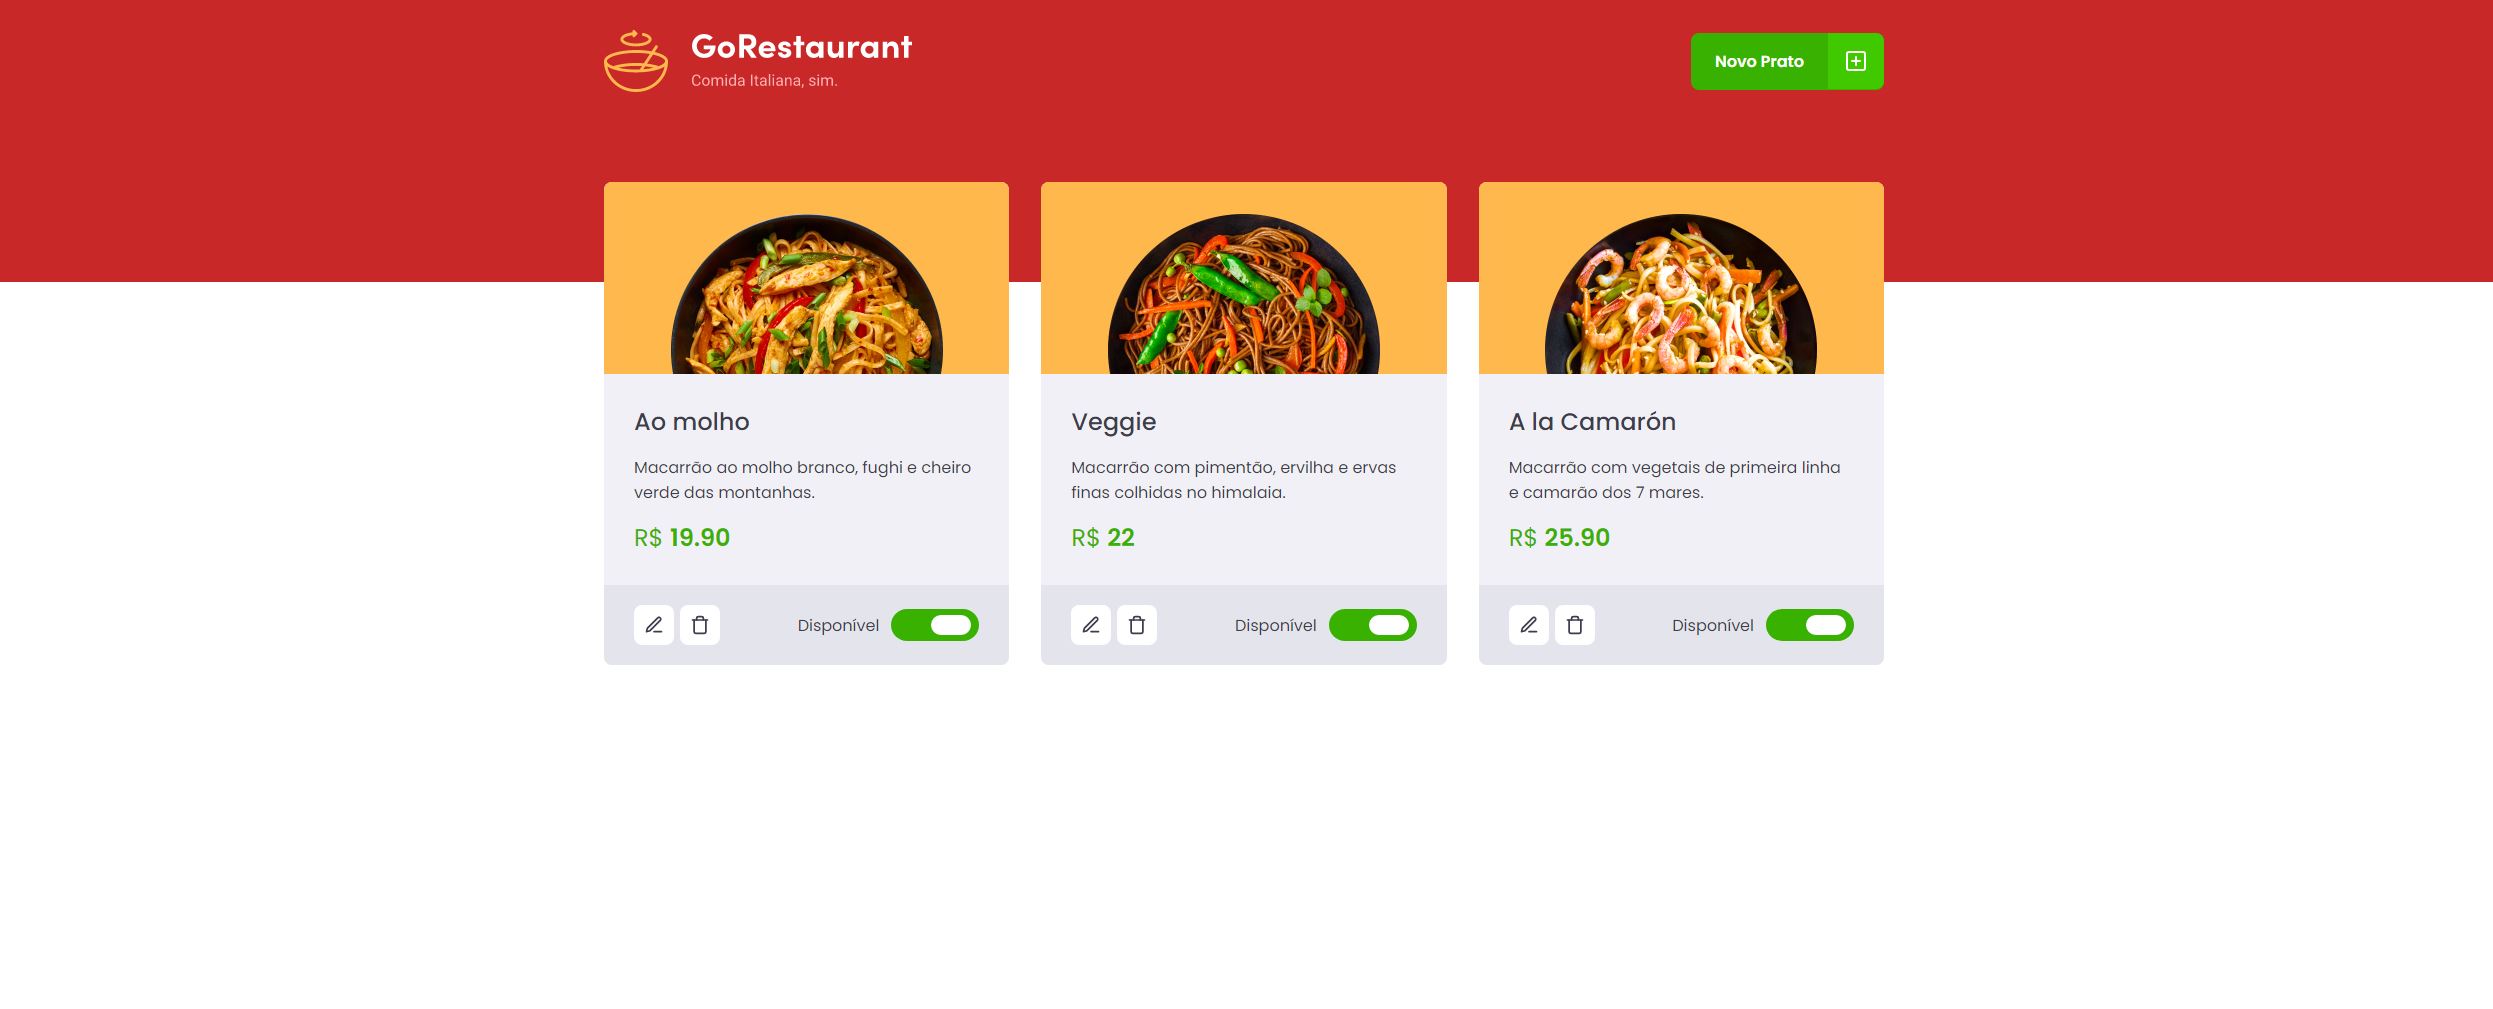 GoRestaurant
Comida Italiana, sim.
Novo Prato
Ao molho
Macarrão ao molho branco, fughi e cheiro
verde das montanhas.
R$ 19.90
Disponível
Veggie
Macarrão com pimentão, ervilha e ervas
finas colhidas no himalaia.
R$ 22
Disponível
A la Camarón
Macarrão com vegetais de primeira linha
e camarão dos 7 mares.
R$ 25.90
Disponível